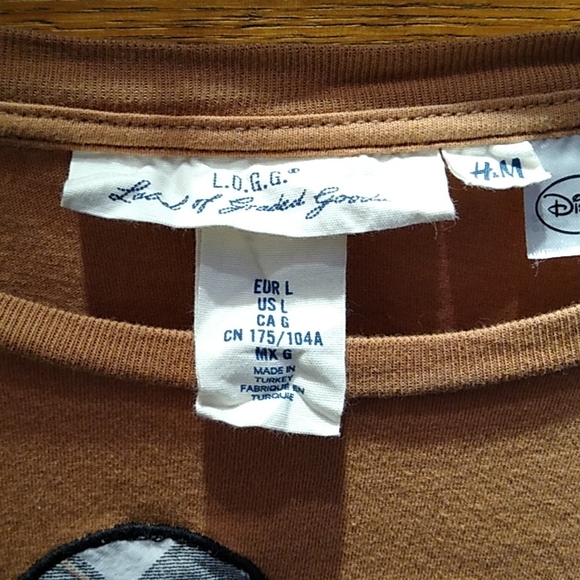 L.O.G.G.®
Label Of Graded Goods
H&M
EUR L
US L
CA G
CN 175/104A
MX G
MADE IN
TURKEY
FABRIQUÉ EN
TURQUIE